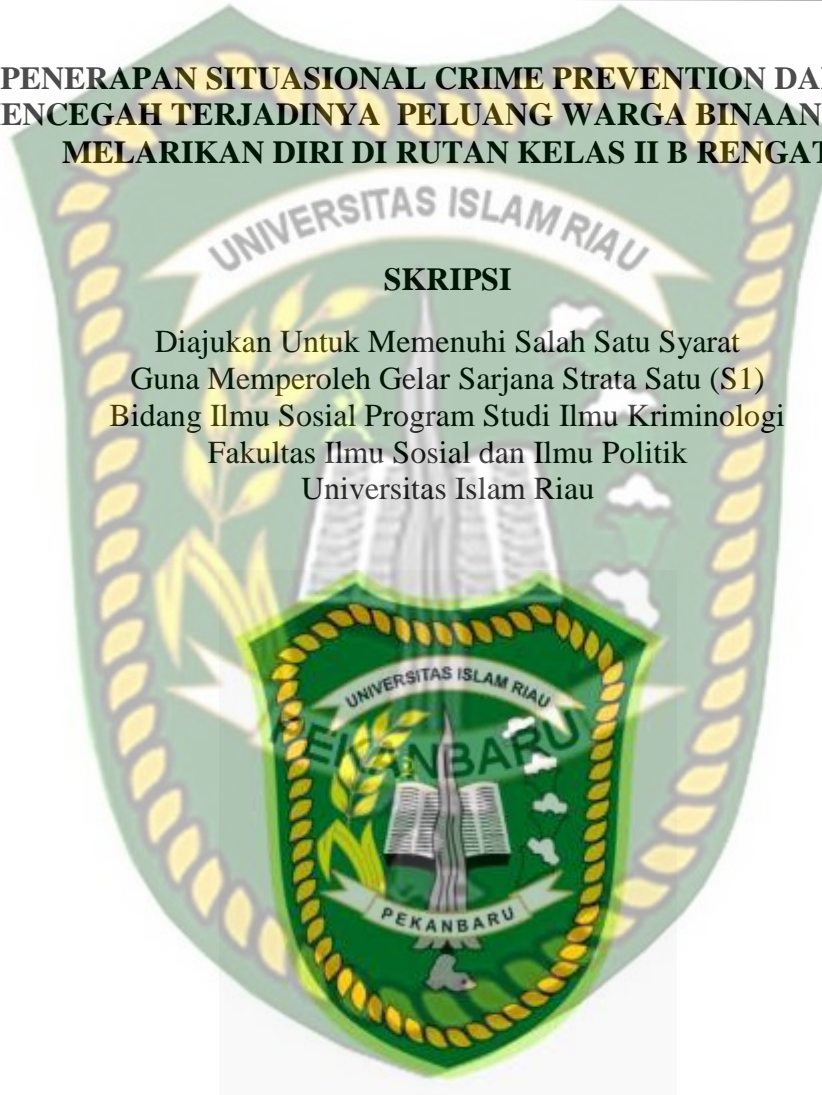 PENERAPAN SITUASIONAL CRIME PREVENTION DA
ENCEGAH TERJADINYA PELUANG WARGA BINAAN
MELARIKAN DIRI DI RUTAN KELAS II B RENGAT
UNIVERSITAS ISLAM RIAU
SKRIPSI
Diajukan Untuk Memenuhi Salah Satu Syarat
Guna Memperoleh Gelar Sarjana Strata Satu (S1)
Bidang Ilmu Sosial Program Studi Ilmu Kriminologi
Fakultas Ilmu Sosial dan Ilmu Politik
Universitas Islam Riau
UNIVERSITAS ISLAM RIAU
PEKANBARU
PEKANBARU